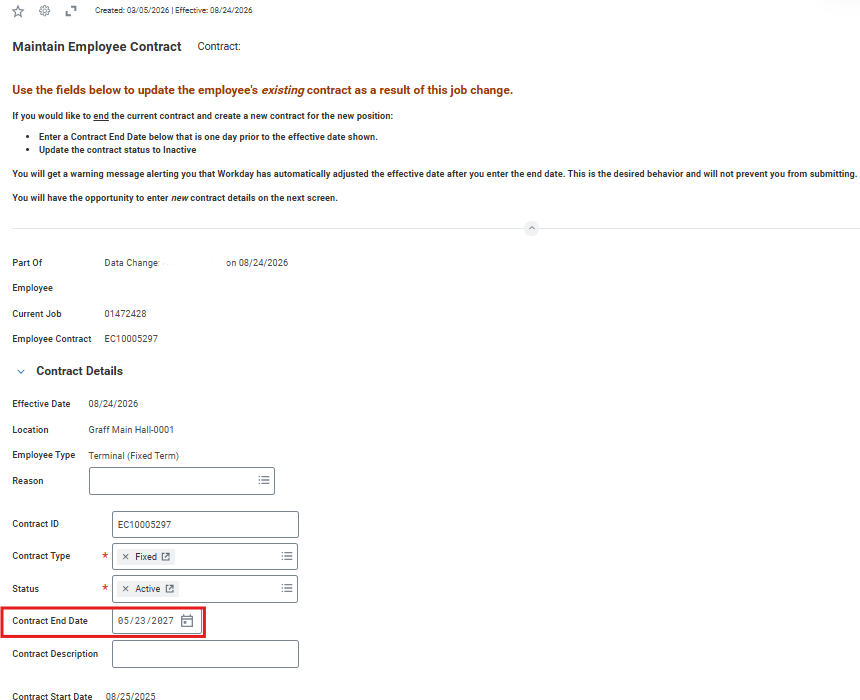 Created: 03/05/2026 | Effective: 08/24/2026
Maintain Employee Contract Contract:
Use the fields below to update the employee's existing contract as a result of this job change.
If you would like to end the current contract and create a new contract for the new position:
• Enter a Contract End Date below that is one day prior to the effective date shown.
• Update the contract status to Inactive
You will get a warning message alerting you that Workday has automatically adjusted the effective date after you enter the end date. This is the desired behavior and will not prevent you from submitting.
You will have the opportunity to enter new contract details on the next screen.
Part Of Data Change: on 08/24/2026
Employee
Current Job 01472428
Employee Contract EC10005297
Contract Details
Effective Date 08/24/2026
Location Graff Main Hall-0001
Employee Type Terminal (Fixed Term)
Reason
Contract ID EC10005297
Contract Type * × Fixed
Status * × Active
Contract End Date 05/23/2027
Contract Description
Contract Start Date 08/25/2025